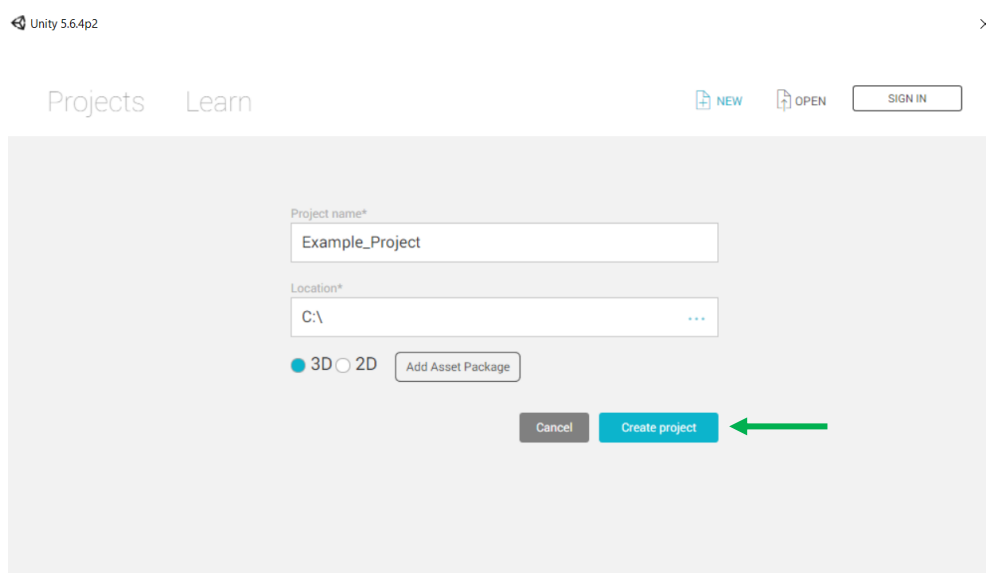 Unity 5.6.4p2
Projects Learn NEW OPEN SIGN IN
Project name*
Example_Project
Location*
C:\
3D 2D Add Asset Package
Cancel Create project